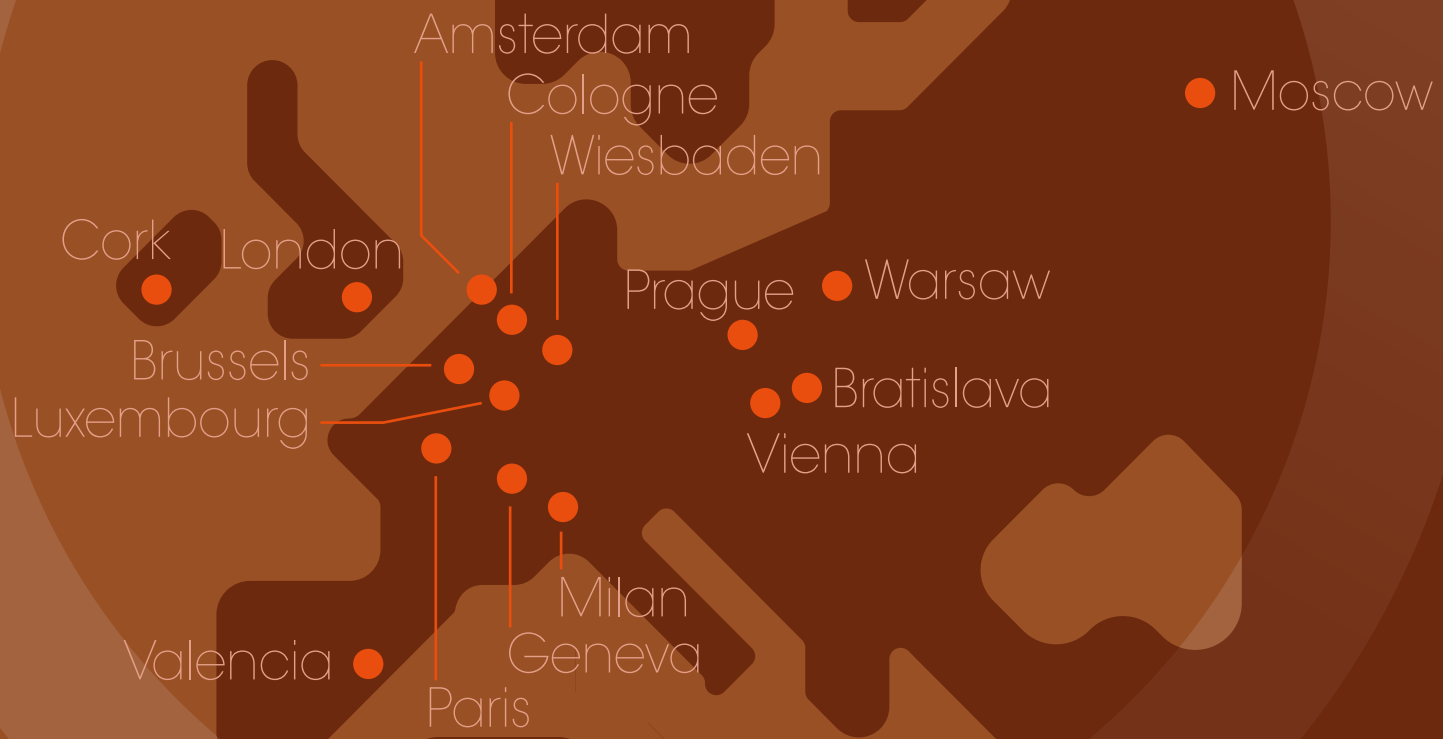 Amsterdam
Cologne
Moscow
Wiesbaden
Cork
London
Prague
Warsaw
Brussels
Bratislava
Luxembourg
Vienna
Milan
Geneva
Valencia
Paris